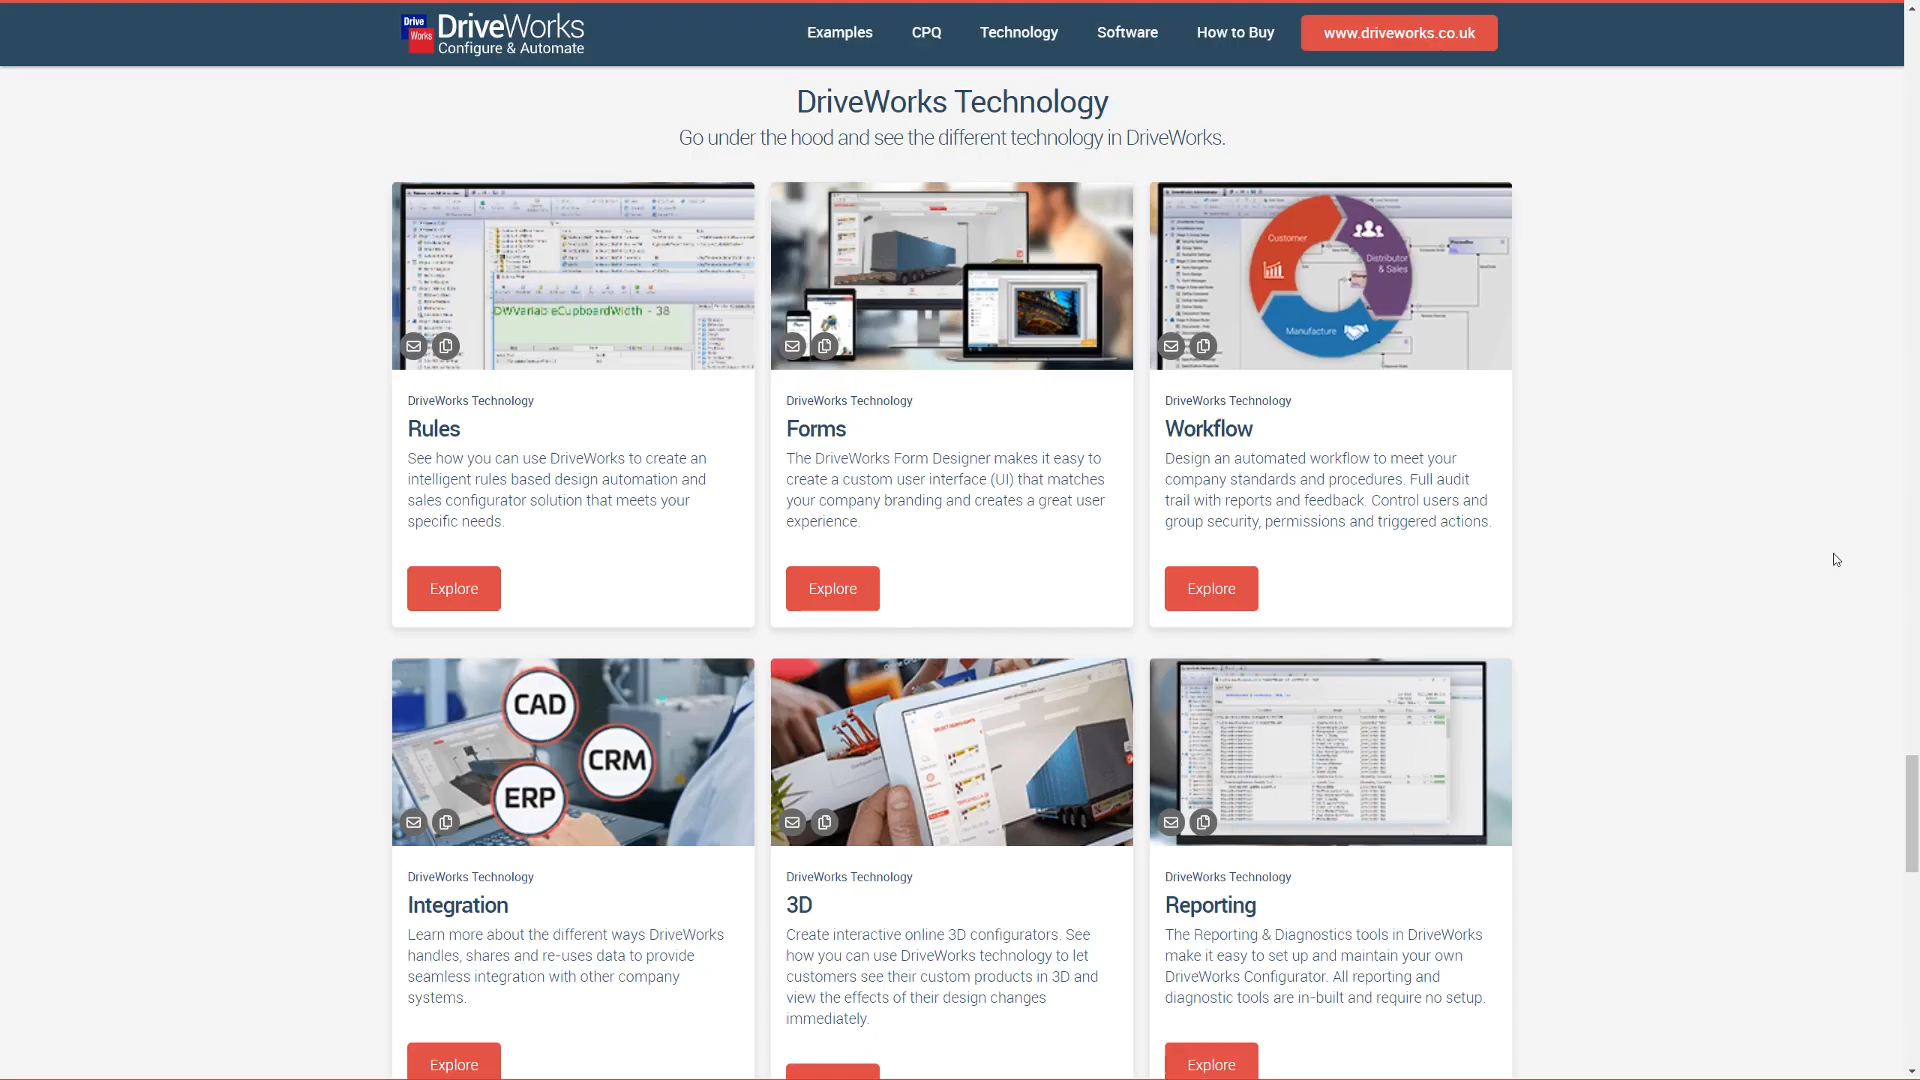 Drive
Works
DriveWorks
Configure & Automate
Examples
CPQ
Technology
Software
How to Buy
www.driveworks.co.uk
DriveWorks Technology
Go under the hood and see the different technology in DriveWorks.
DWVariableCupboardWidth - 38
Customer
Distributor
& Sales
Manufacture
DriveWorks Technology
Rules
See how you can use DriveWorks to create an
intelligent rules based design automation and
sales configurator solution that meets your
specific needs.
Explore
DriveWorks Technology
Forms
The DriveWorks Form Designer makes it easy to
create a custom user interface (UI) that matches
your company branding and creates a great user
experience.
Explore
DriveWorks Technology
Workflow
Design an automated workflow to meet your
company standards and procedures. Full audit
trail with reports and feedback. Control users and
group security, permissions and triggered actions.
Explore
CAD
CRM
ERP
DriveWorks Technology
Integration
Learn more about the different ways DriveWorks
handles, shares and re-uses data to provide
seamless integration with other company
systems.
Explore
DriveWorks Technology
3D
Create interactive online 3D configurators. See
how you can use DriveWorks technology to let
customers see their custom products in 3D and
view the effects of their design changes
immediately.
DriveWorks Technology
Reporting
The Reporting & Diagnostics tools in DriveWorks
make it easy to set up and maintain your own
DriveWorks Configurator. All reporting and
diagnostic tools are in-built and require no setup.
Explore